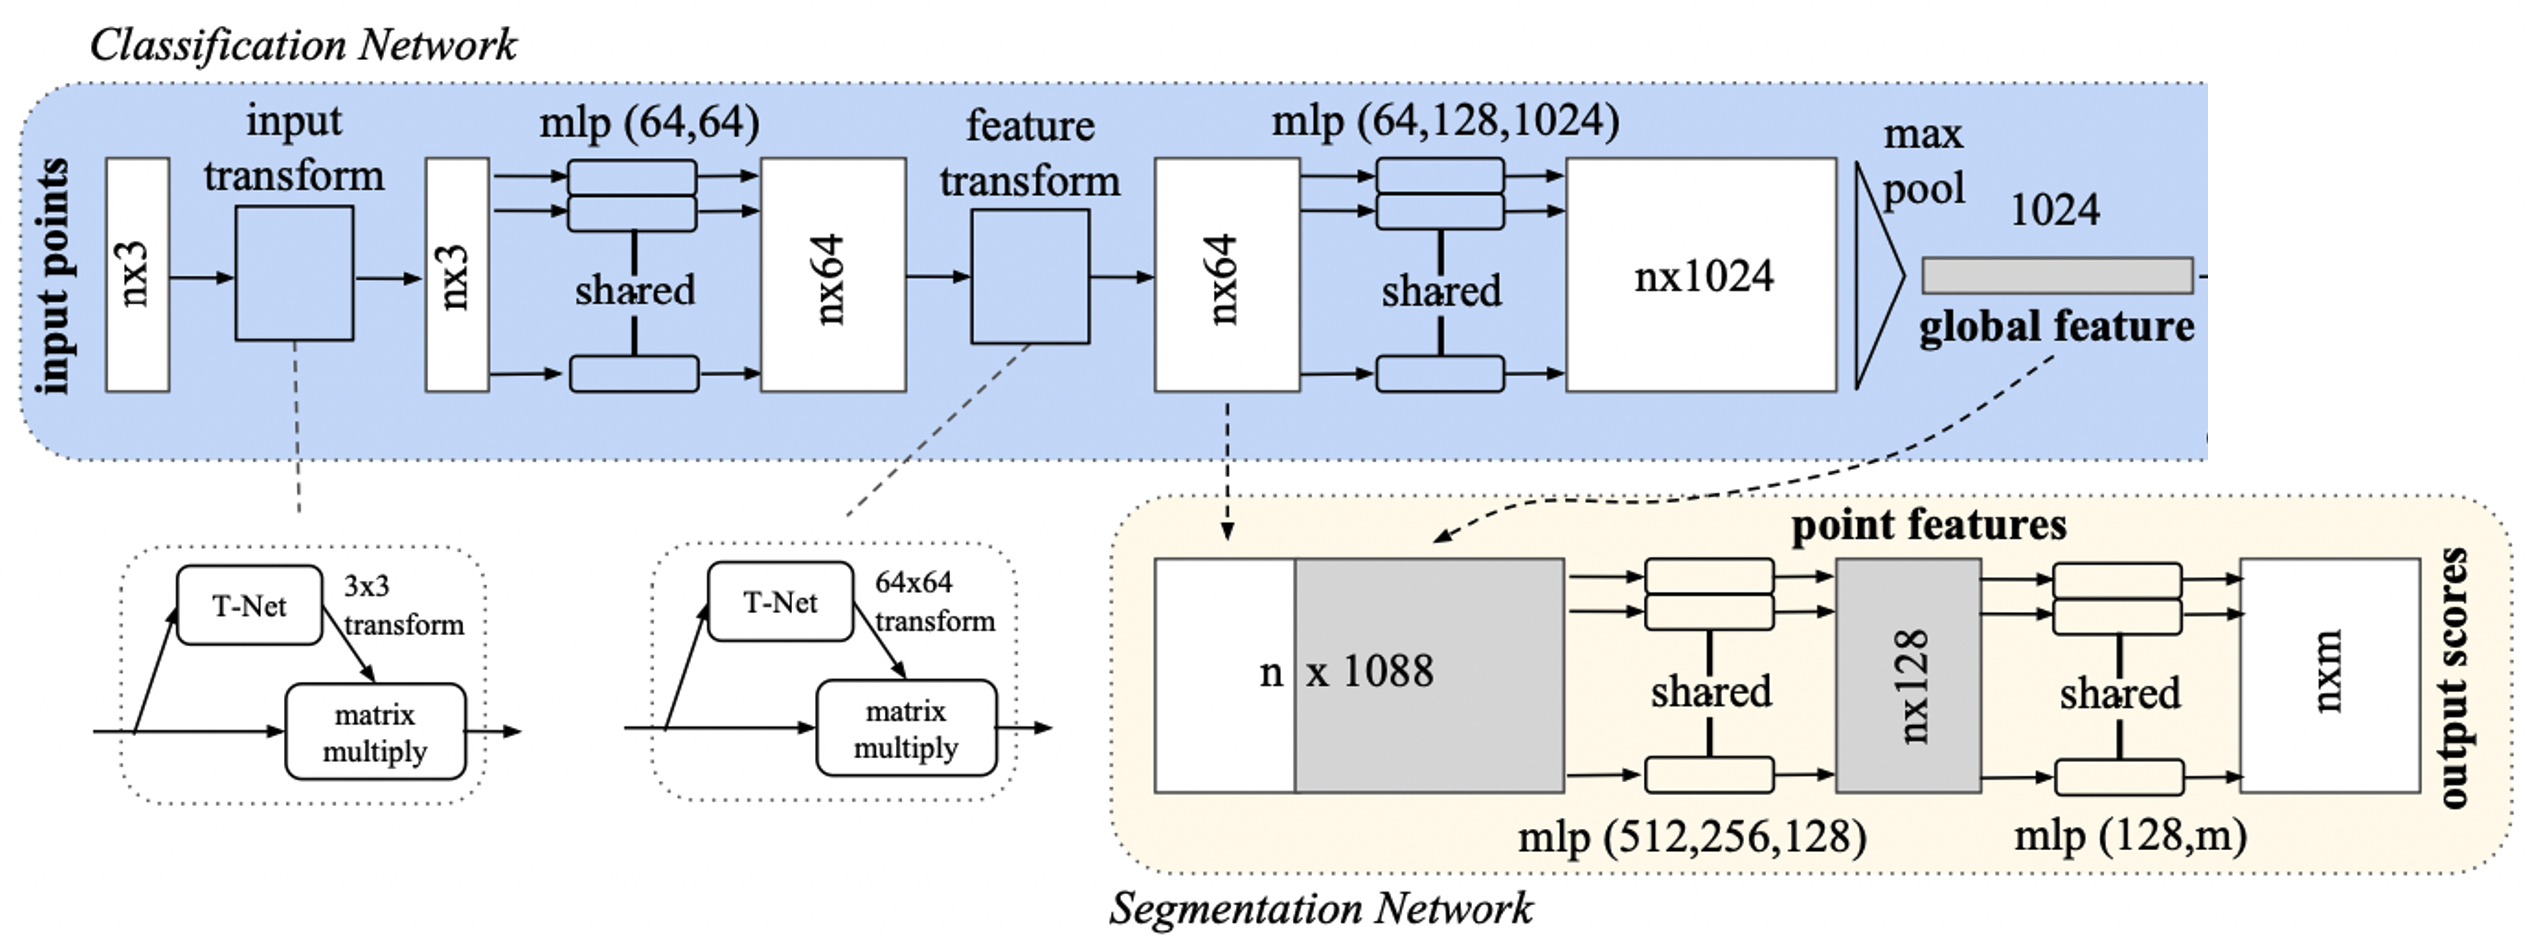 Classification Network
input points
nx3
input
transform
nx3
mlp (64,64)
shared
nx64
feature
transform
nx64
mlp (64,128,1024)
shared
nx1024
max
pool
1024
global feature
T-Net
3x3
transform
matrix
multiply
T-Net
64x64
transform
matrix
multiply
point features
n x 1088
shared
mlp (512,256,128)
nx128
shared
mlp (128,m)
nxm
output scores
Segmentation Network